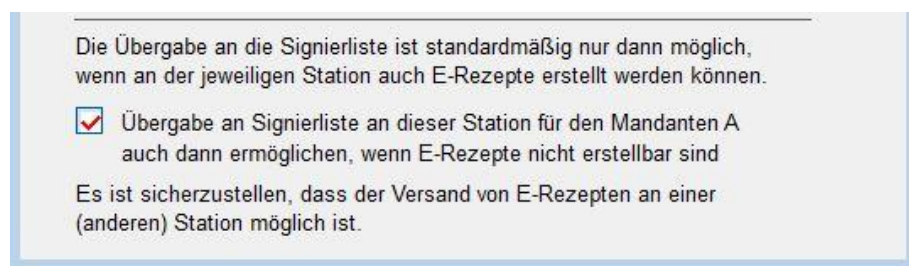 Die Übergabe an die Signierliste ist standardmäßig nur dann möglich,
wenn an der jeweiligen Station auch E-Rezepte erstellt werden können.
Übergabe an Signierliste an dieser Station für den Mandanten A
auch dann ermöglichen, wenn E-Rezepte nicht erstellbar sind
Es ist sicherzustellen, dass der Versand von E-Rezepten an einer
(anderen) Station möglich ist.